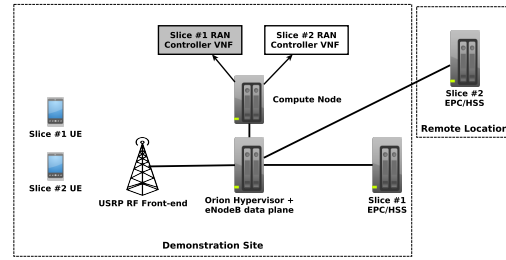 Slice #1 RAN
Controller VNF
Slice #2 RAN
Controller VNF
Compute Node
Slice #2
EPC/HSS
Remote Location
Slice #1 UE
Slice #2 UE
USRP RF Front-end
Orion Hypervisor +
eNodeB data plane
Slice #1
EPC/HSS
Demonstration Site